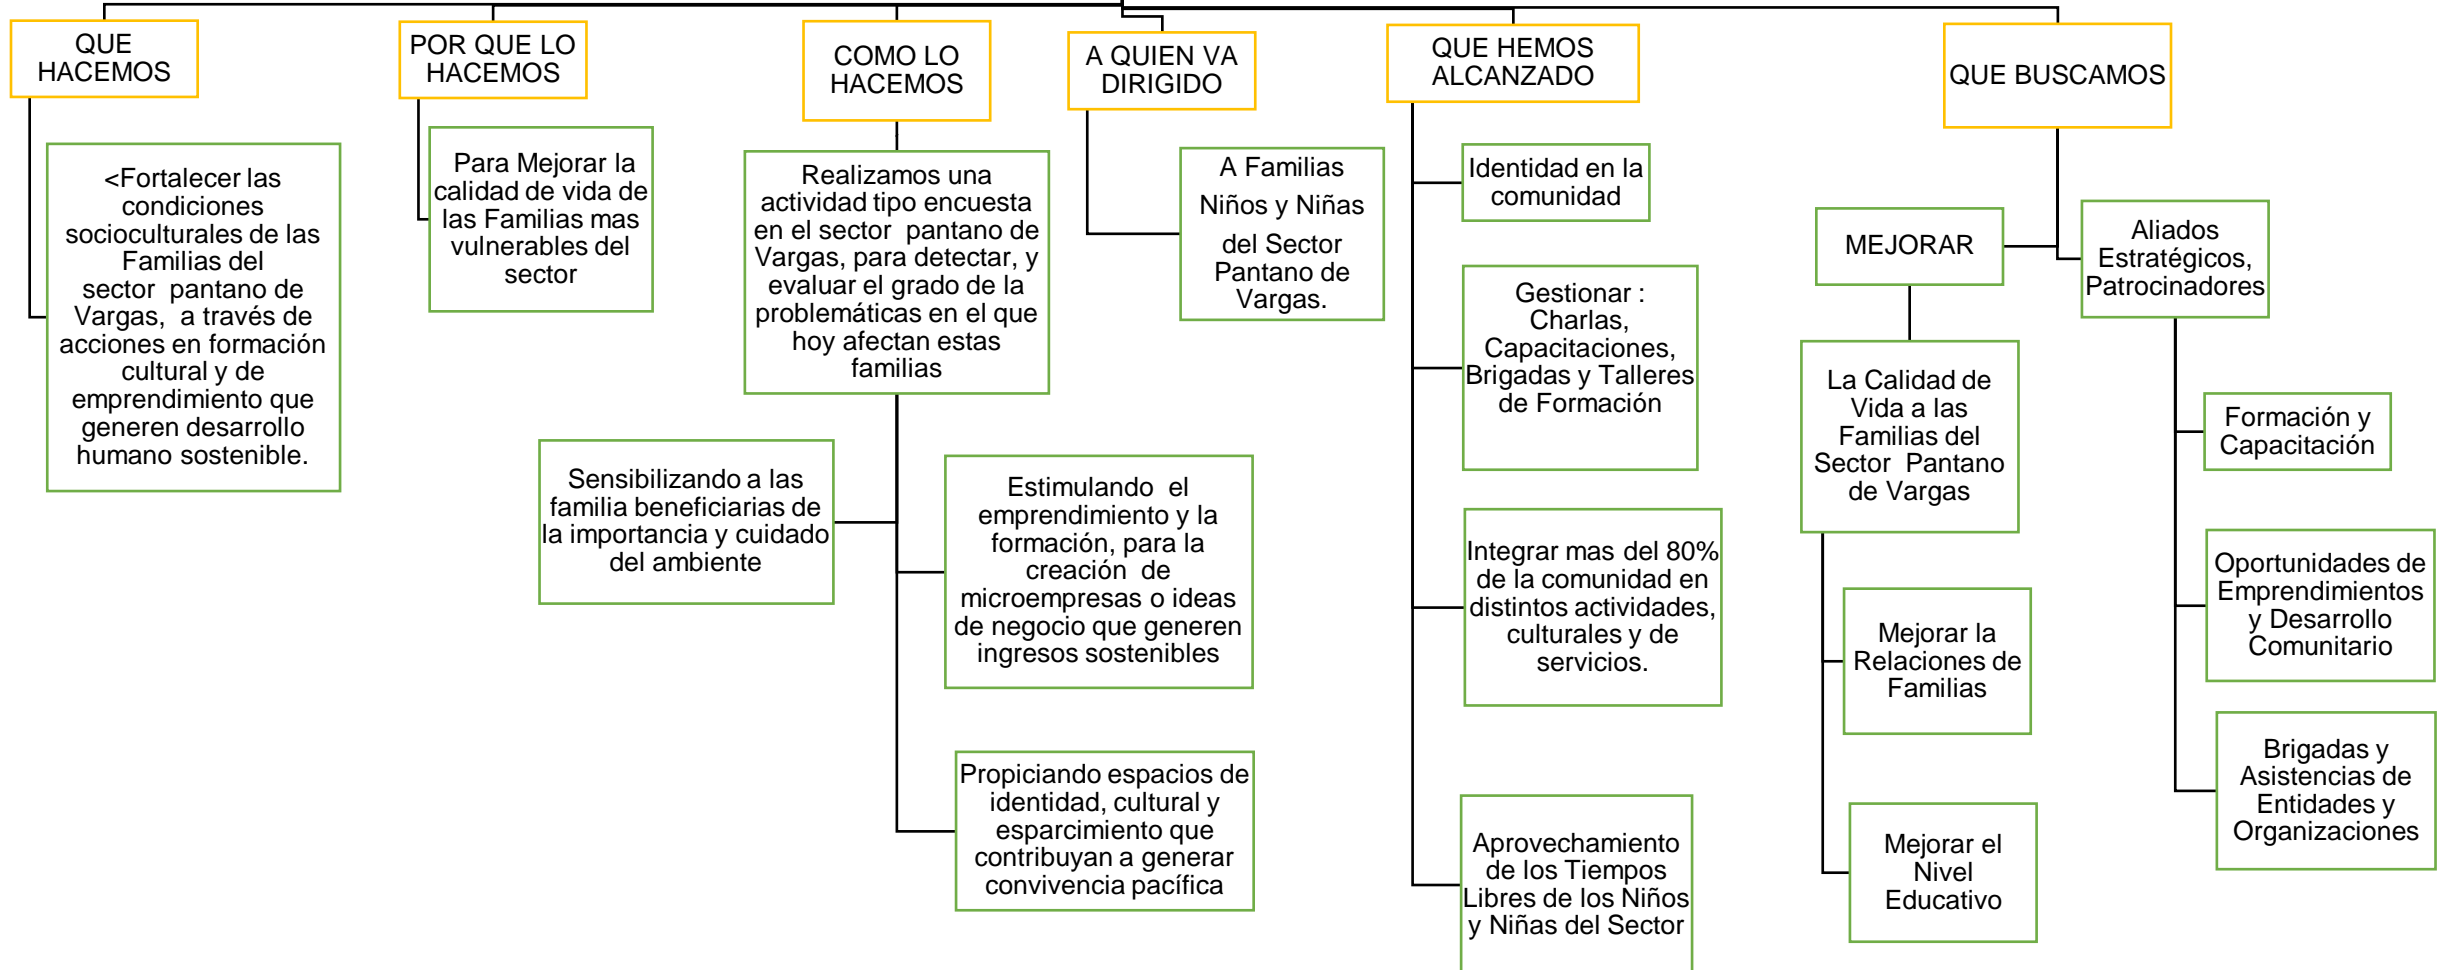 QUE
HACEMOS
<Fortalecer las
condiciones
socioculturales de las
Familias del
sector  pantano de
Vargas,  a través de
acciones en formación
cultural y de
emprendimiento que
generen desarrollo
humano sostenible.
POR QUE LO
HACEMOS
Para Mejorar la
calidad de vida de
las Familias mas
vulnerables del
sector
COMO LO
HACEMOS
Realizamos una
actividad tipo encuesta
en el sector  pantano de
Vargas, para detectar, y
evaluar el grado de la
problemáticas en el que
hoy afectan estas
familias
Sensibilizando a las
familia beneficiarias de
la importancia y cuidado
del ambiente
Estimulando  el
emprendimiento y la
formación, para la
creación  de
microempresas o ideas
de negocio que generen
ingresos sostenibles
Propiciando espacios de
identidad, cultural y
esparcimiento que
contribuyan a generar
convivencia pacífica
A QUIEN VA
DIRIGIDO
A Familias
Niños y Niñas
del Sector
Pantano de
Vargas.
QUE HEMOS
ALCANZADO
Identidad en la
comunidad
Gestionar :
Charlas,
Capacitaciones,
Brigadas y Talleres
de Formación
Integrar mas del 80%
de la comunidad en
distintos actividades,
culturales y de
servicios.
Aprovechamiento
de los Tiempos
Libres de los Niños
y Niñas del Sector
QUE BUSCAMOS
MEJORAR
La Calidad de
Vida a las
Familias del
Sector  Pantano
de Vargas
Mejorar la
Relaciones de
Familias
Mejorar el
Nivel
Educativo
Aliados
Estratégicos,
Patrocinadores
Formación y
Capacitación
Oportunidades de
Emprendimientos
y Desarrollo
Comunitario
Brigadas y
Asistencias de
Entidades y
Organizaciones